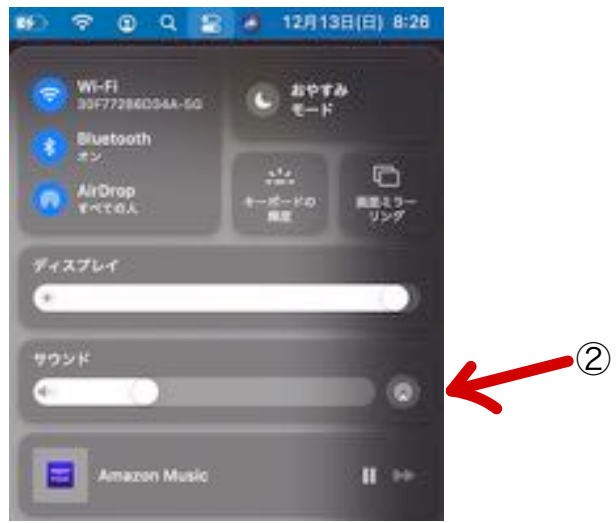 12月13日(日) 8:26
Wi-Fi
30F77286D34A-5G
Bluetooth
オン
AirDrop
すべての人
おやすみ
モード
キーボードの
輝度
画面ミラー
リング
ディスプレイ
サウンド
②
Amazon Music